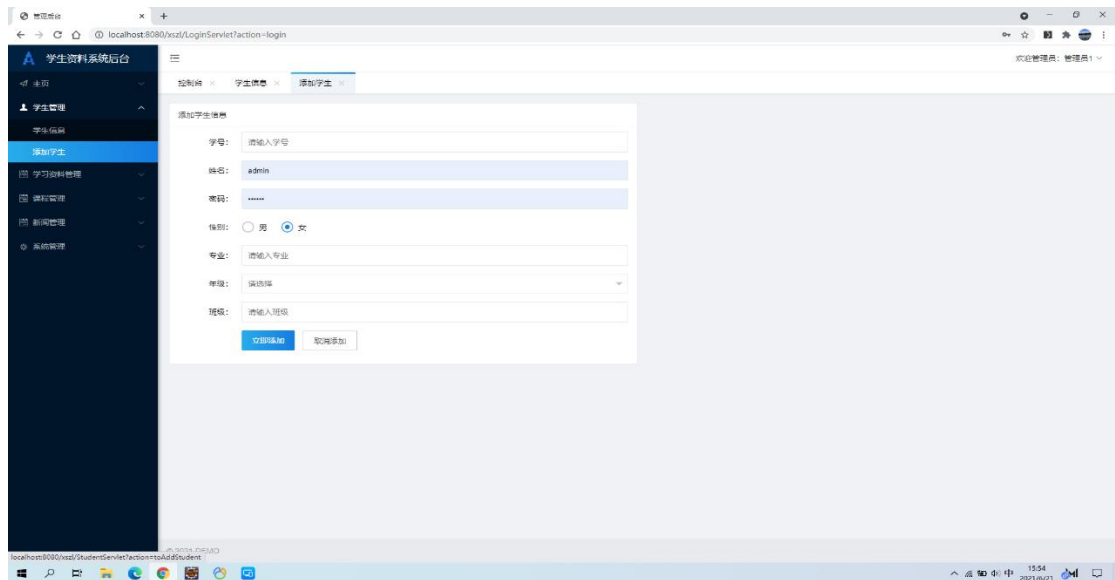 管理后台
localhost:8080/xszl/LoginServlet?action=login
学生资料系统后台
欢迎管理员：管理员1
主页
控制台
学生信息
添加学生
学生管理
学生信息
添加学生
学习资料管理
课程管理
新闻管理
系统管理
添加学生信息
学号： 请输入学号
姓名： admin
密码： ••••••
性别： 男 女
专业： 请输入专业
年级： 请选择
班级： 请输入班级
立即添加 取消添加
© 2021 DEMO
localhost:8080/xszl/StudentServlet?action=toAddStudent
中
15:54
2021/6/21